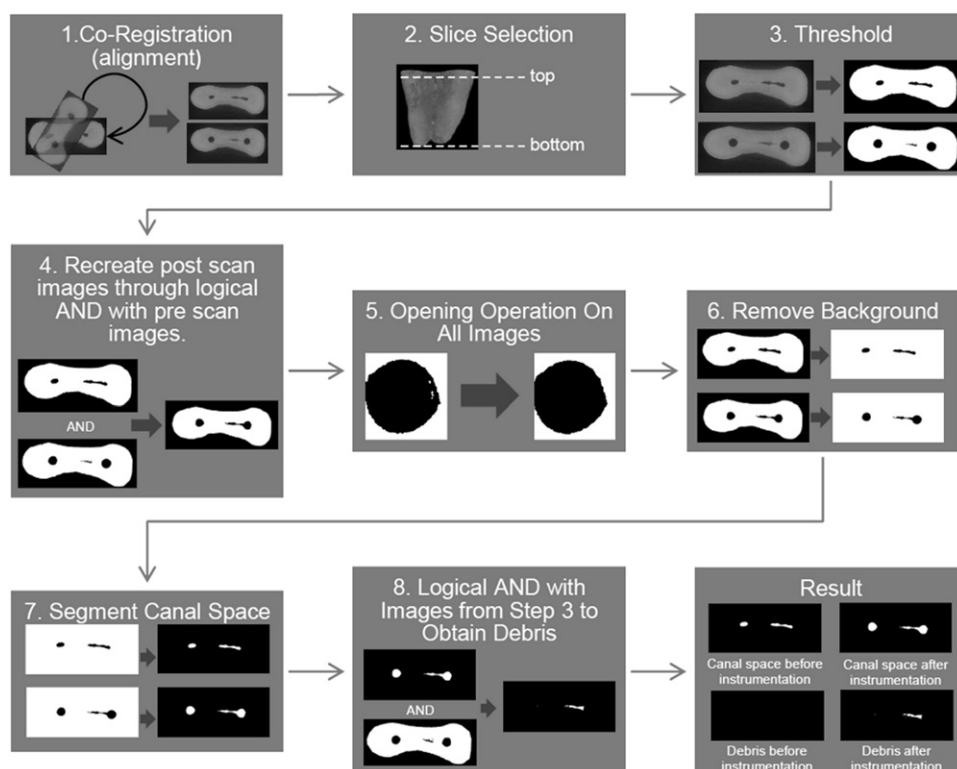 1.Co-Registration
(alignment)
2. Slice Selection
top
bottom
3. Threshold
4. Recreate post scan
images through logical
AND with pre scan
images.
AND
5. Opening Operation On
All Images
6. Remove Background
7. Segment Canal Space
8. Logical AND with
Images from Step 3 to
Obtain Debris
AND
Result
Canal space before
instrumentation
Canal space after
instrumentation
Debris before
instrumentation
Debris after
instrumentation